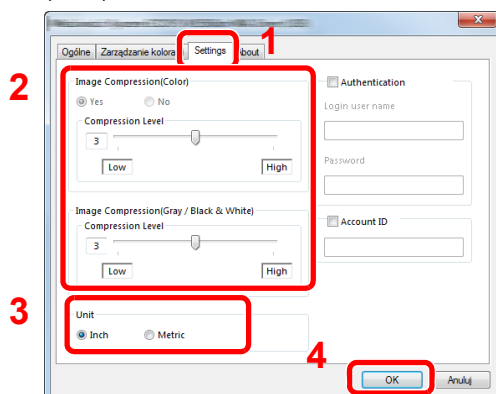 Ogólne Zarządzanie kolora Settings bout
1
2
Image Compression(Color)
Yes No
Compression Level
3
Low High
Image Compression(Gray / Black & White)
Compression Level
3
Low High
Authentication
Login user name
Password
Account ID
3
Unit
Inch Metric
4
OK Anuluj